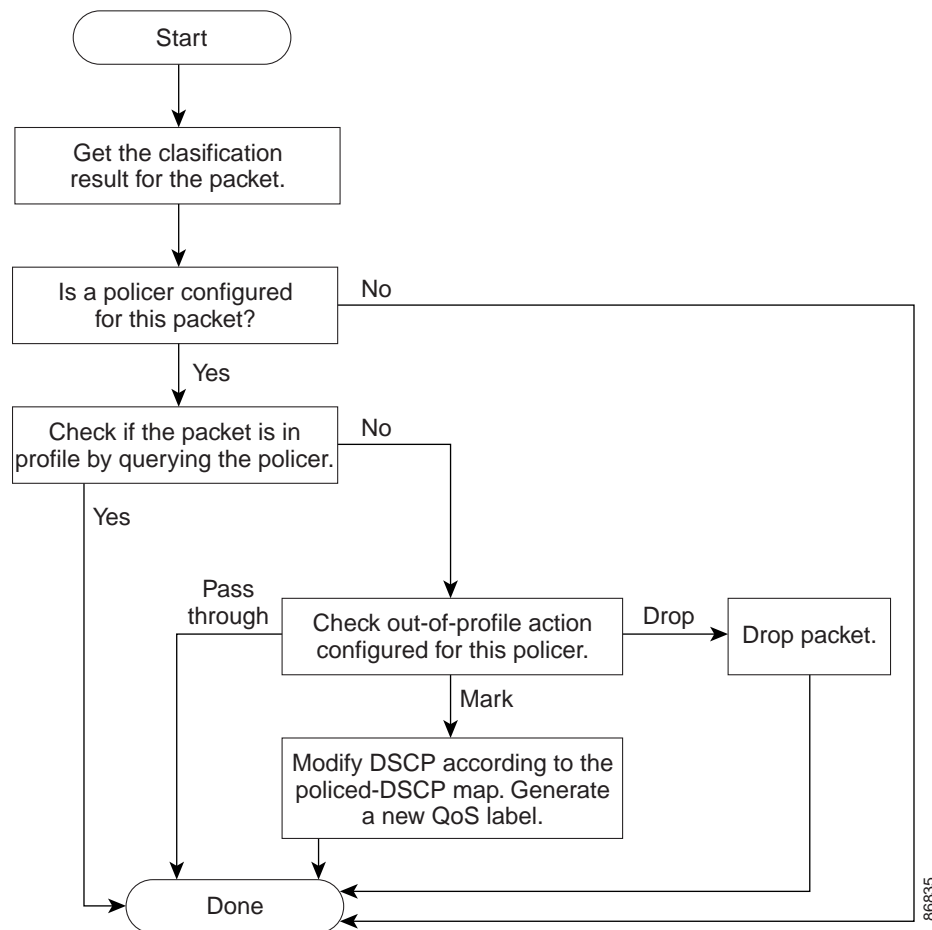 Start
Get the clasification
result for the packet.
Is a policer configured
for this packet?
No
Yes
Check if the packet is in
profile by querying the policer.
No
Yes
Pass
through
Check out-of-profile action
configured for this policer.
Drop
Drop packet.
Mark
Modify DSCP according to the
policed-DSCP map. Generate
a new QoS label.
Done
86835